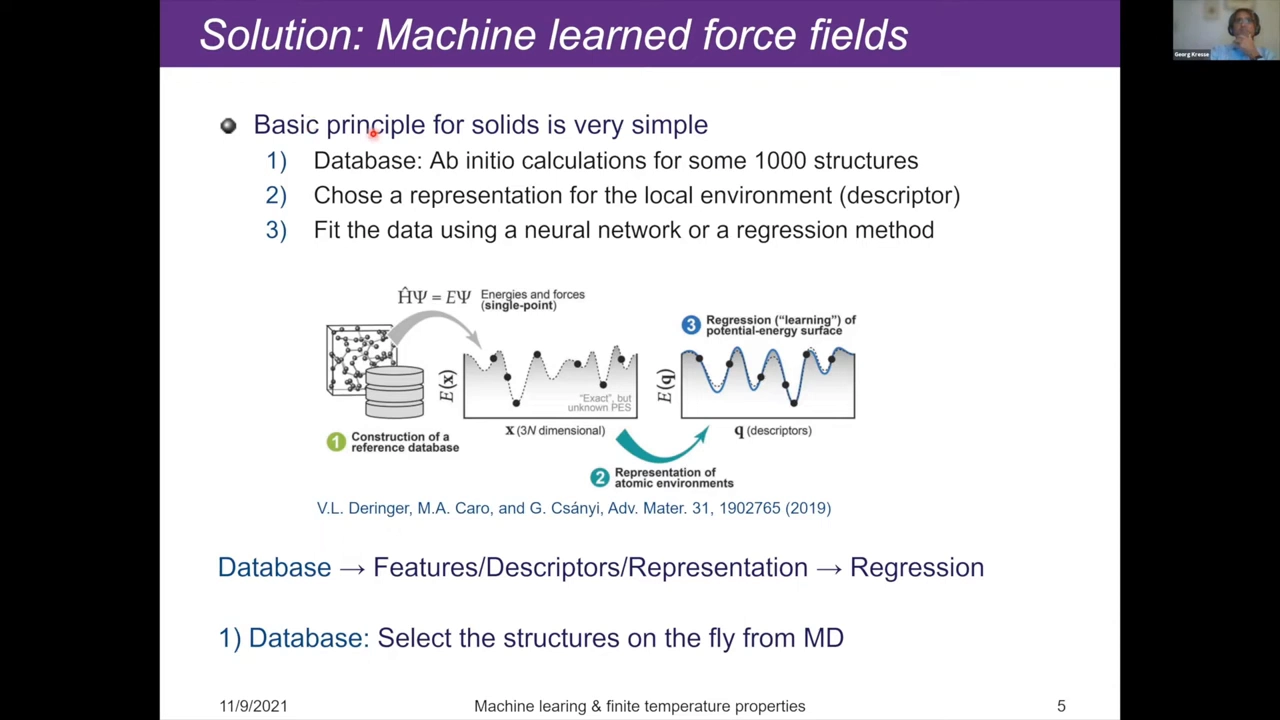 Solution: Machine learned force fields
Georg Kresse
Basic principle for solids is very simple
1) Database: Ab initio calculations for some 1000 structures
2) Chose a representation for the local environment (descriptor)
3) Fit the data using a neural network or a regression method
ĤΨ = EΨ
Energies and forces
(single-point)
E(x)
"Exact", but
unknown PES
x (3N dimensional)
1 Construction of a
reference database
2 Representation of
atomic environments
3 Regression ("learning") of
potential-energy surface
E(q)
q (descriptors)
V.L. Deringer, M.A. Caro, and G. Csányi, Adv. Mater. 31, 1902765 (2019)
Database → Features/Descriptors/Representation → Regression
1) Database: Select the structures on the fly from MD
11/9/2021
Machine learing & finite temperature properties
5